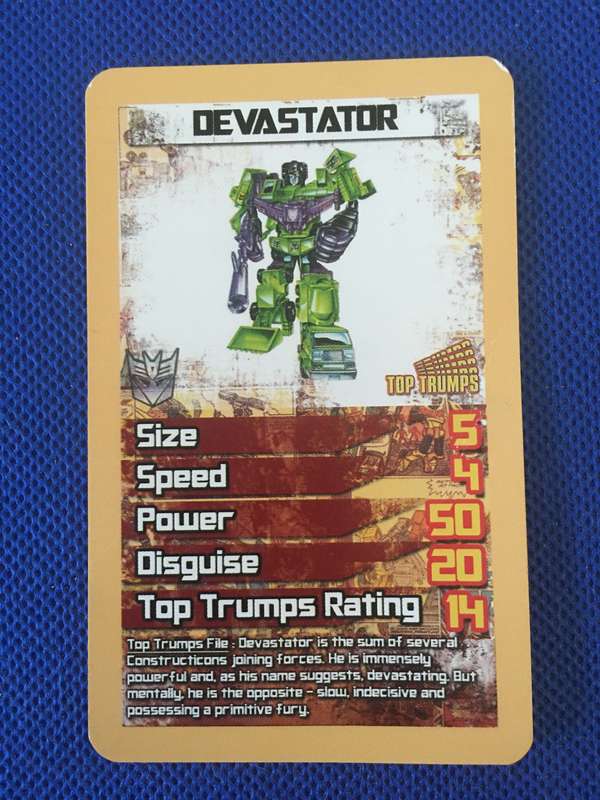 DEVASTATOR
TOP TRUMPS
Size 5
Speed 4
Power 50
Disguise 20
Top Trumps Rating 14
Top Trumps File : Devastator is the sum of several
Constructicons joining forces. He is immensely
powerful and, as his name suggests, devastating. But
mentally, he is the opposite - slow, indecisive and
possessing a primitive fury.